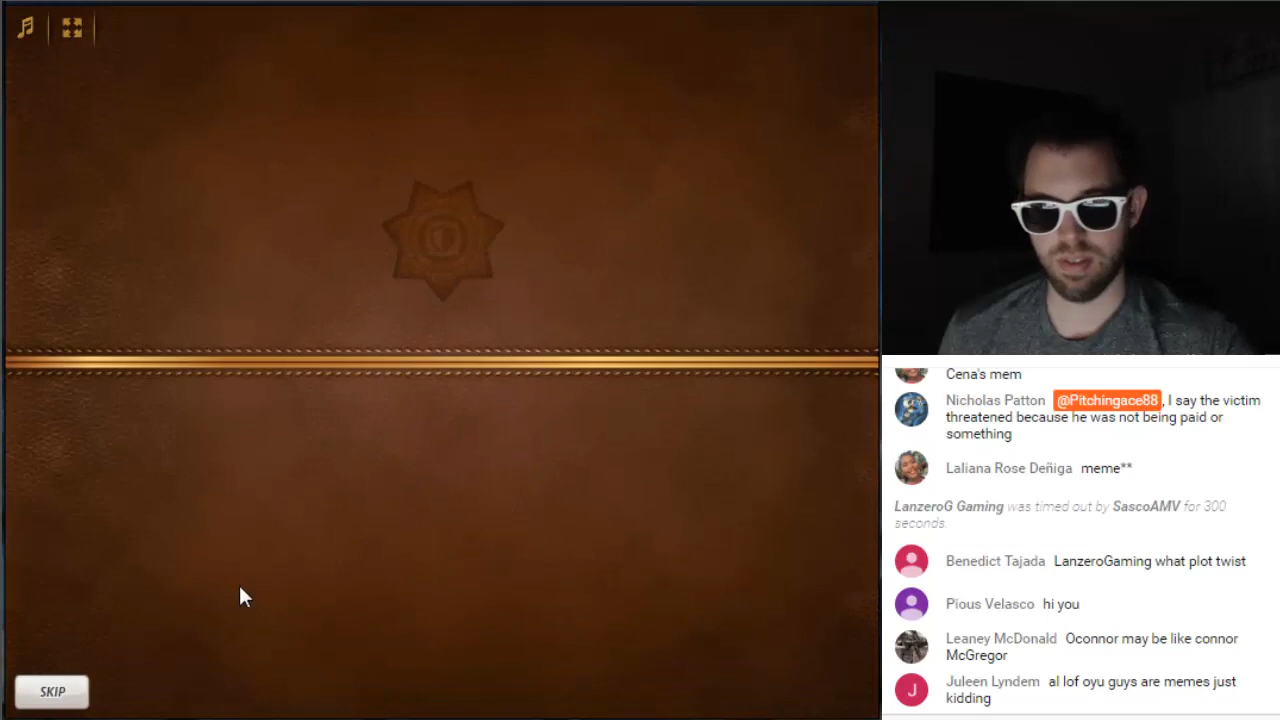 SKIP
Cena's mem
Nicholas Patton @Pitchingace88, I say the victim
threatened because he was not being paid or
something
Laliana Rose Deñiga meme**
LanzeroG Gaming was timed out by SascoAMV for 300
seconds.
Benedict Tajada LanzeroGaming what plot twist
Pious Velasco hi you
Leaney McDonald Oconnor may be like connor
McGregor
J
Juleen Lyndem al lof oyu guys are memes just
kidding